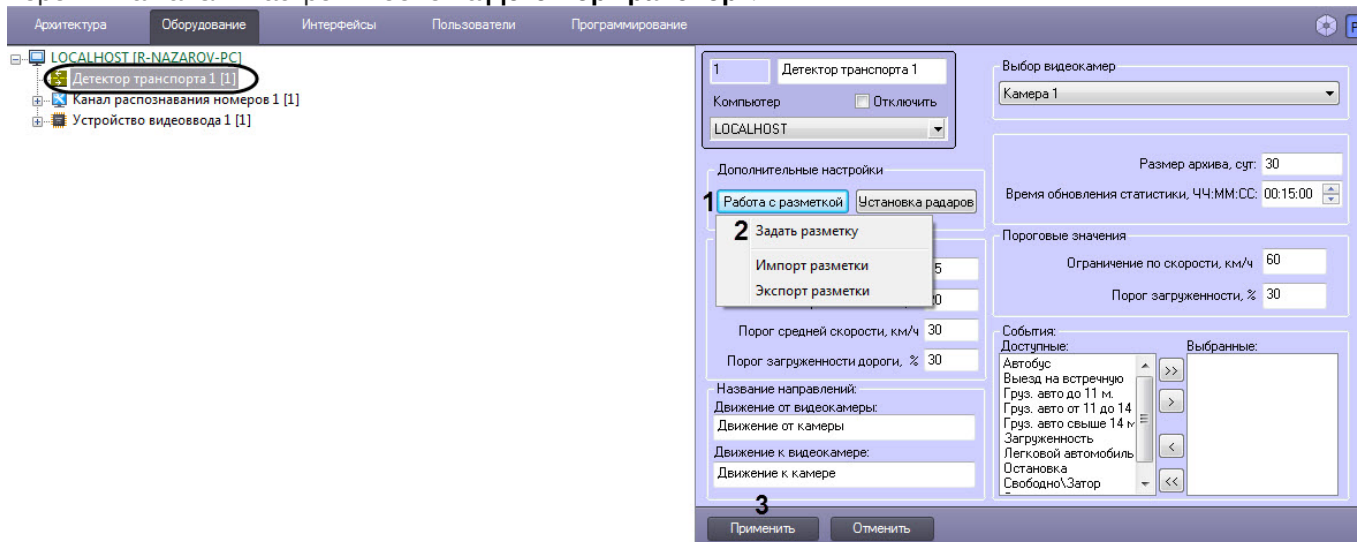 Архитектура Оборудование Интерфейсы Пользователи Программирование
LOCALHOST [R-NAZAROV-PC]
Детектор транспорта 1 [1]
Канал распознавания номеров 1 [1]
Устройство видеоввода 1 [1]
1 Детектор транспорта 1
Компьютер Отключить
LOCALHOST
Дополнительные настройки
1 Работа с разметкой Установка радаров
2 Задать разметку
Импорт разметки
Экспорт разметки
Порог средней скорости, км/ч 30
Порог загруженности дороги, % 30
Название направлений:
Движение от видеокамеры:
Движение от камеры
Движение к видеокамере:
Движение к камере
3
Применить Отменить
Выбор видеокамер
Камера 1
Размер архива, сут: 30
Время обновления статистики, ЧЧ:ММ:СС: 00:15:00
Пороговые значения
Ограничение по скорости, км/ч 60
Порог загруженности, % 30
События:
Доступные: Выбранные:
Автобус
Выезд на встречную
Груз. авто до 11 м.
Груз. авто от 11 до 14
Груз. авто свыше 14 м
Загруженность
Легковой автомобиль
Остановка
Свободно\Затор
>>
>
<
<<